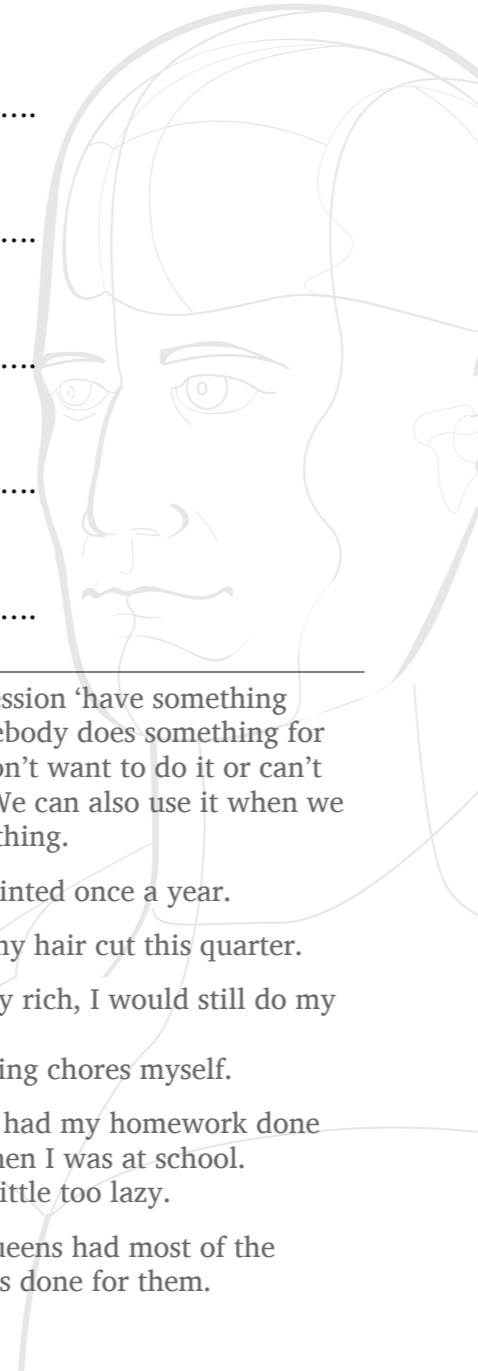 ....
....
....
....
....
ession ‘have something
ebody does something for
on’t want to do it or can’t
We can also use it when we
thing.
inted once a year.
my hair cut this quarter.
y rich, I would still do my
ing chores myself.
had my homework done
hen I was at school.
ittle too lazy.
ueens had most of the
s done for them.